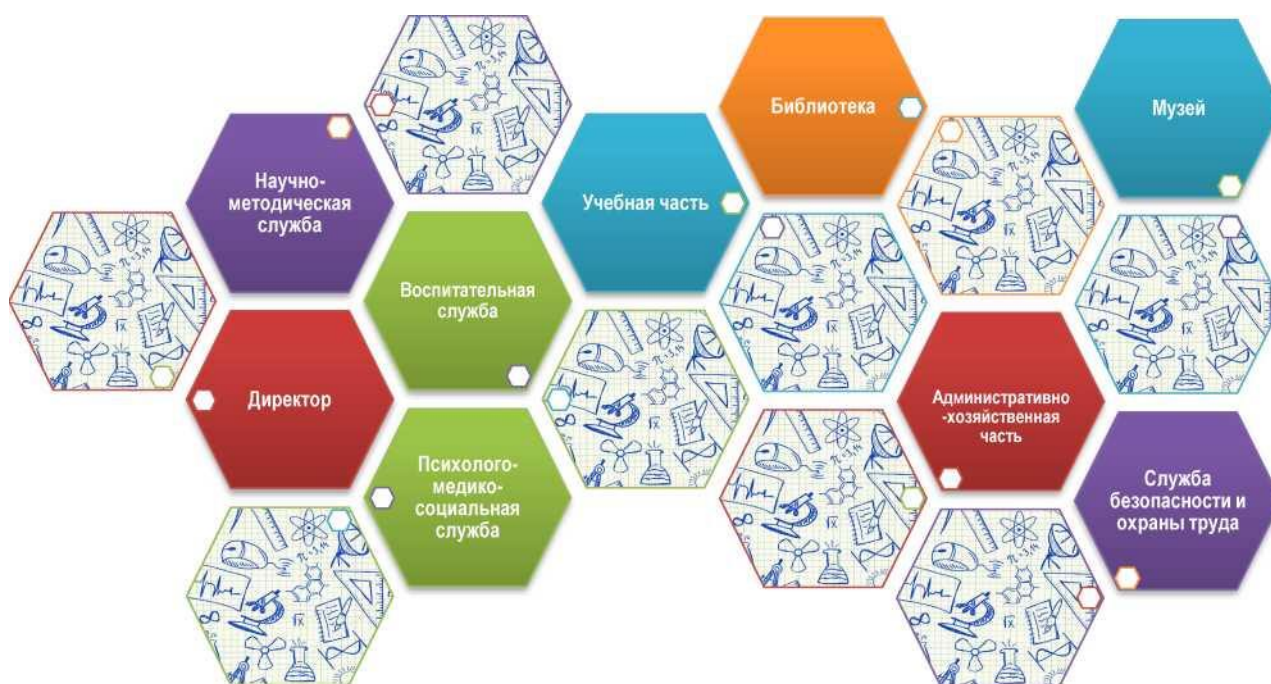 Библиотека
Музей
Научно-
методическая
служба
Учебная часть
Воспитательная
служба
Директор
Административно
-хозяйственная
часть
Психолого-
медико-
социальная
служба
Служба
безопасности и
охраны труда